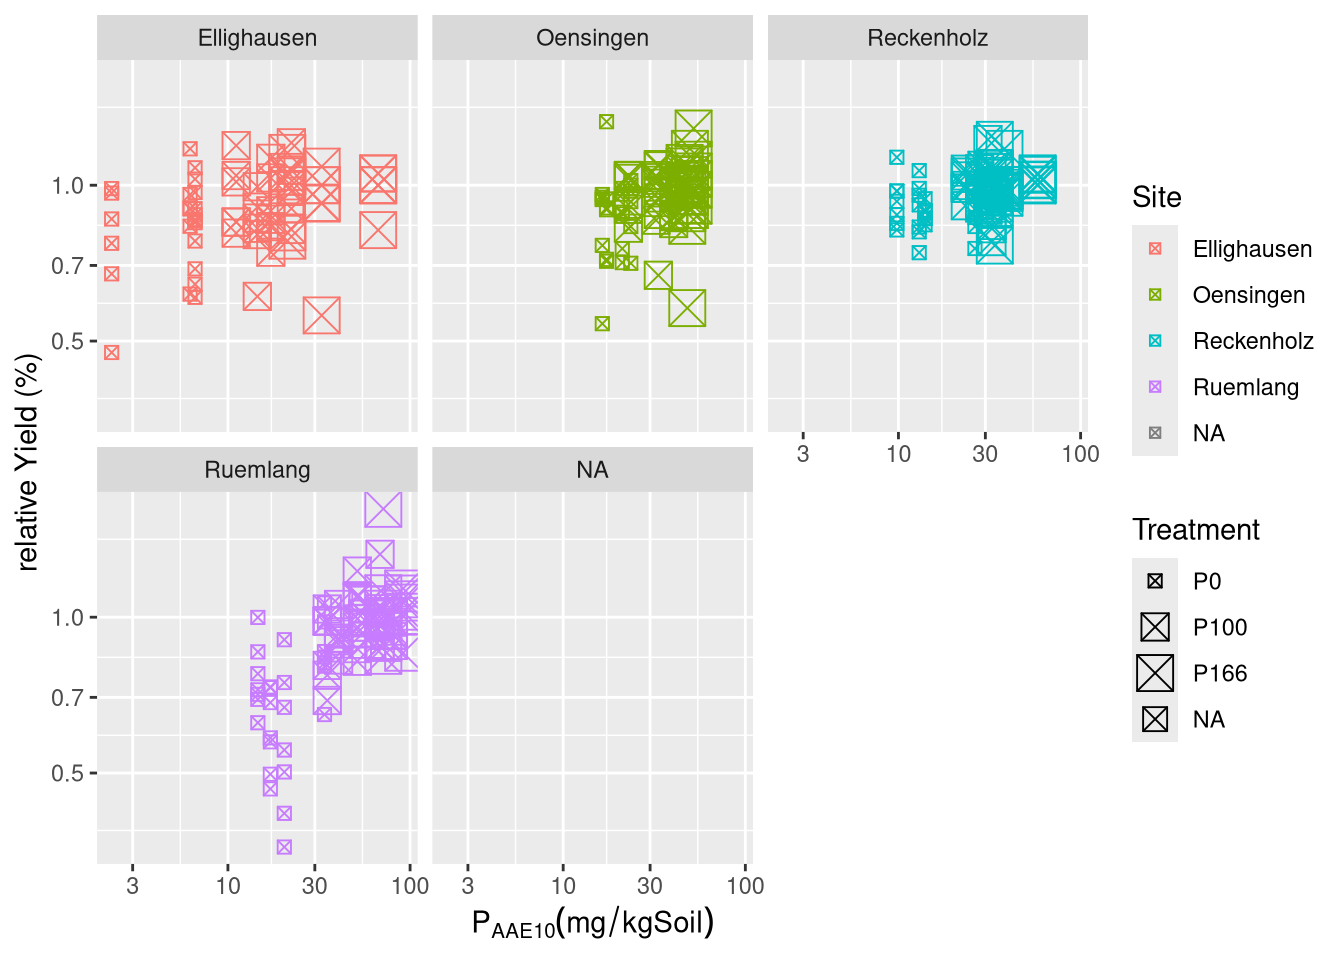 Ellighausen
Oensingen
Reckenholz
1.0
0.7
0.5
3 10 30 100
Ruemlang
NA
1.0
0.7
0.5
3 10 30 100
3 10 30 100
relative Yield (%)
PAAE10(mg/kgSoil)
Site
Ellighausen
Oensingen
Reckenholz
Ruemlang
NA
Treatment
P0
P100
P166
NA